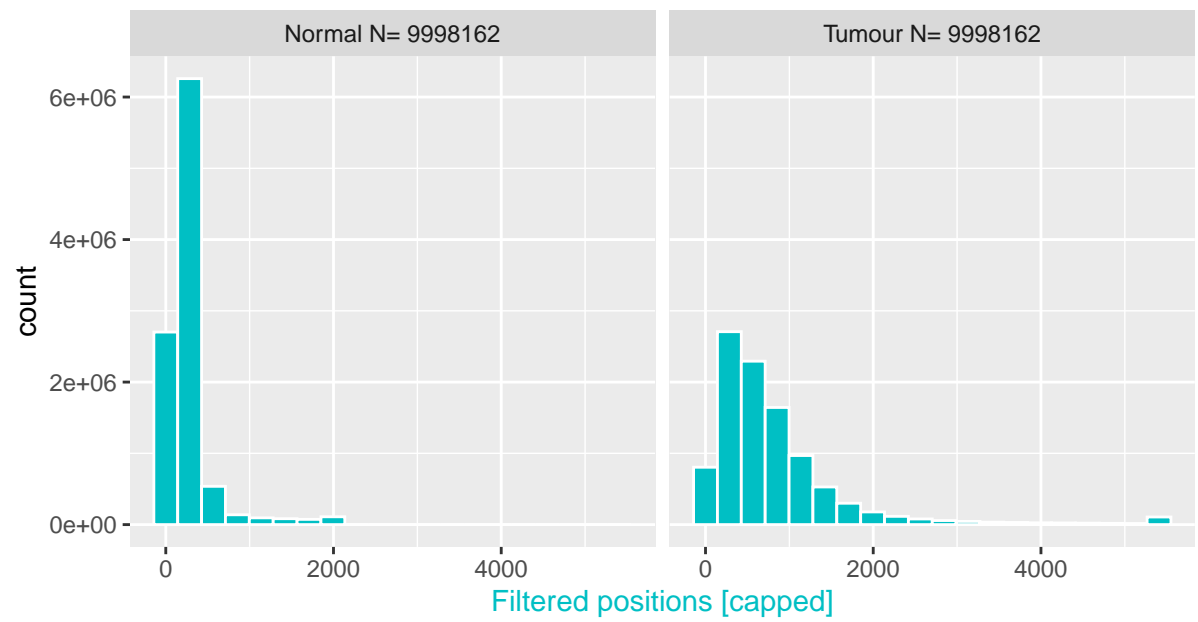 Normal N= 9998162
Tumour N= 9998162
6e+06
4e+06
2e+06
0e+00
count
0
2000
4000
0
2000
4000
Filtered positions [capped]